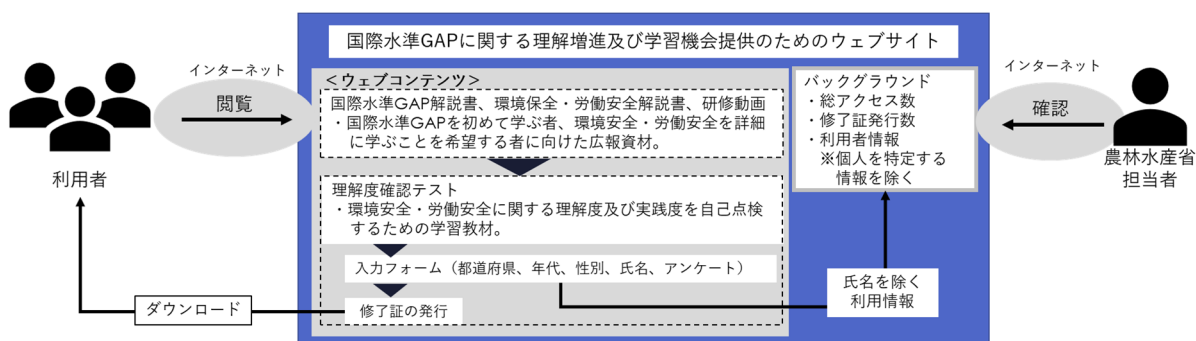 国際水準GAPに関する理解増進及び学習機会提供のためのウェブサイト
インターネット
閲覧
利用者
＜ウェブコンテンツ＞
国際水準GAP解説書、環境保全・労働安全解説書、研修動画
・国際水準GAPを初めて学ぶ者、環境安全・労働安全を詳細
に学ぶことを希望する者に向けた広報資材。
理解度確認テスト
・環境安全・労働安全に関する理解度及び実践度を自己点検
するための学習教材。
入力フォーム（都道府県、年代、性別、氏名、アンケート）
修了証の発行
ダウンロード
バックグラウンド
・総アクセス数
・修了証発行数
・利用者情報
※個人を特定する
情報を除く
氏名を除く
利用情報
インターネット
確認
農林水産省
担当者